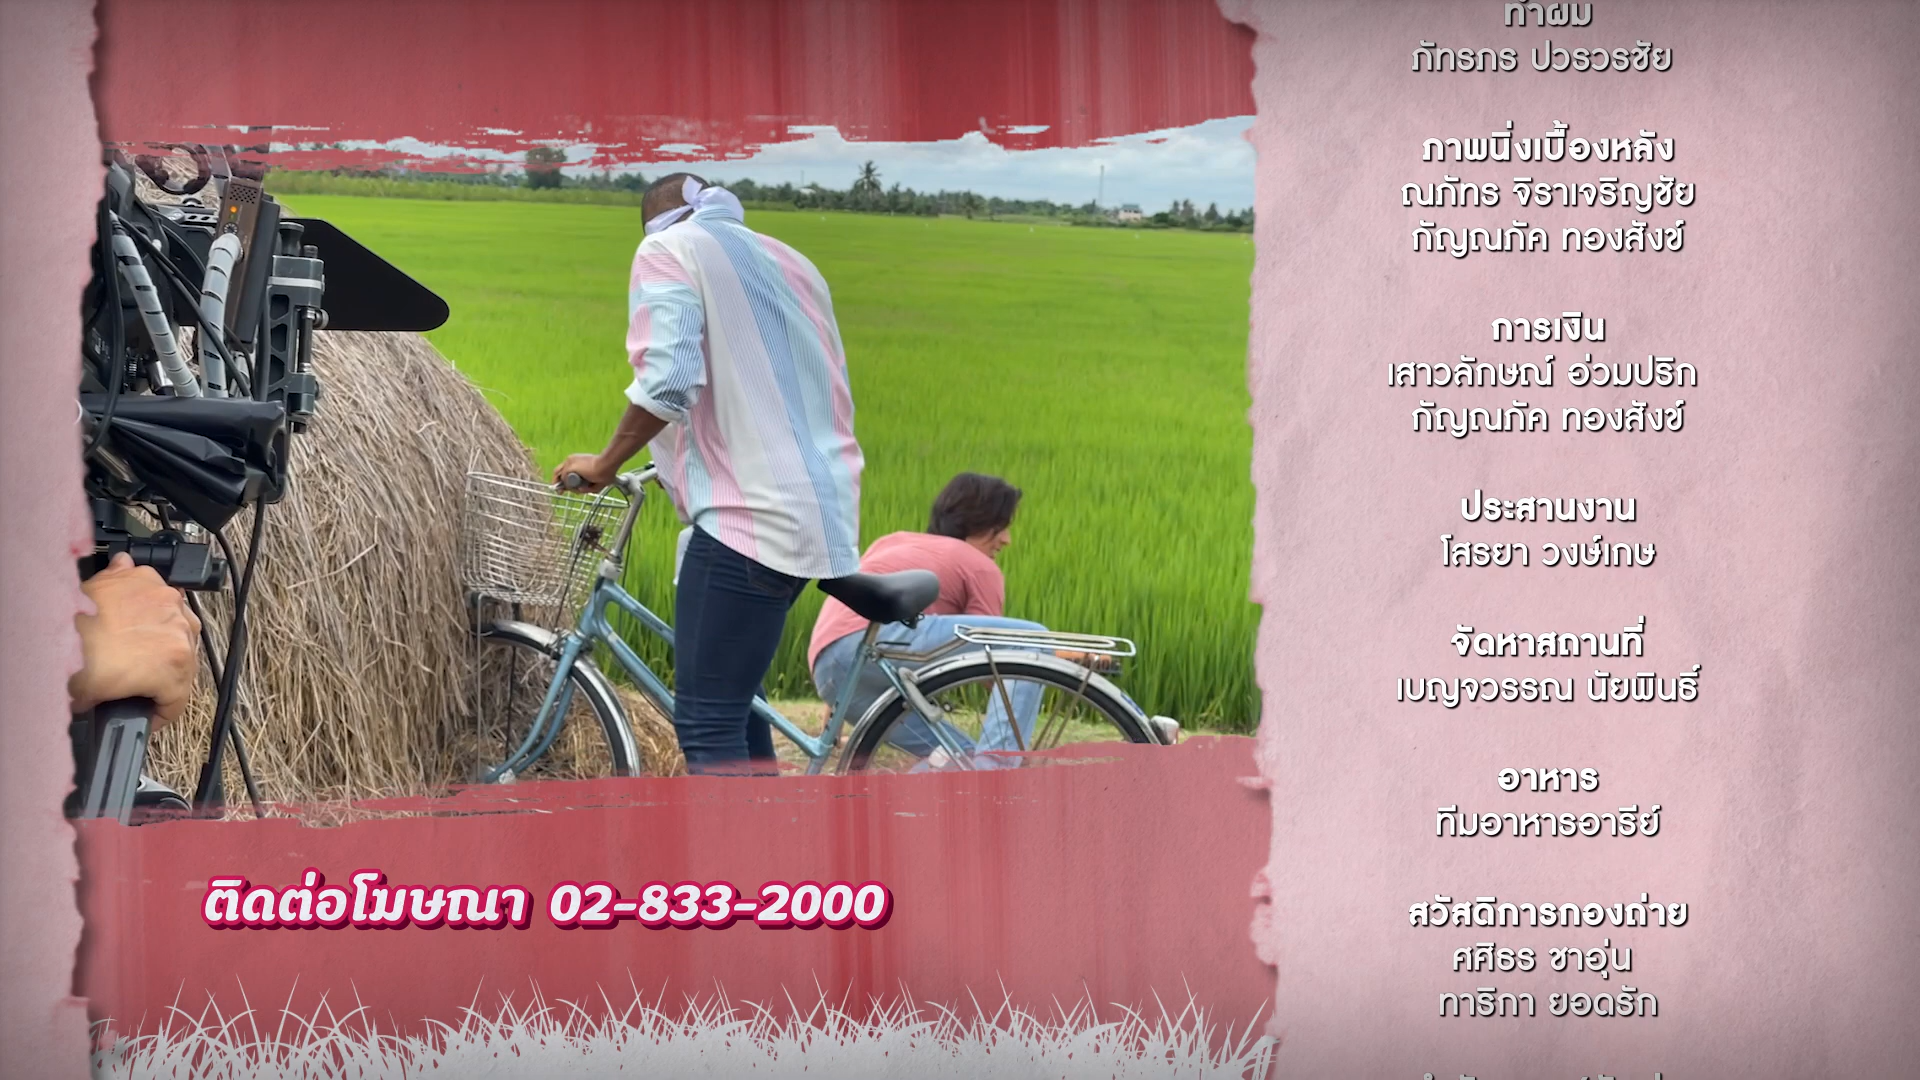 ทำผม
ภัทรภร ปวรวรชัย
ภาพนิ่งเบื้องหลัง
ณภัทร จิราเจริญชัย
กัญณภัค ทองสังข์
การเงิน
เสาวลักษณ์ อ่วมปริก
กัญณภัค ทองสังข์
ประสานงาน
โสรยา วงษ์เกษ
จัดหาสถานที่
เบญจวรรณ นัยพินธิ์
อาหาร
ทีมอาหารอารีย์
สวัสดิการกองถ่าย
ศศิธร ชาอุ่น
ทาริกา ยอดรัก
ติดต่อโฆษณา 02-833-2000